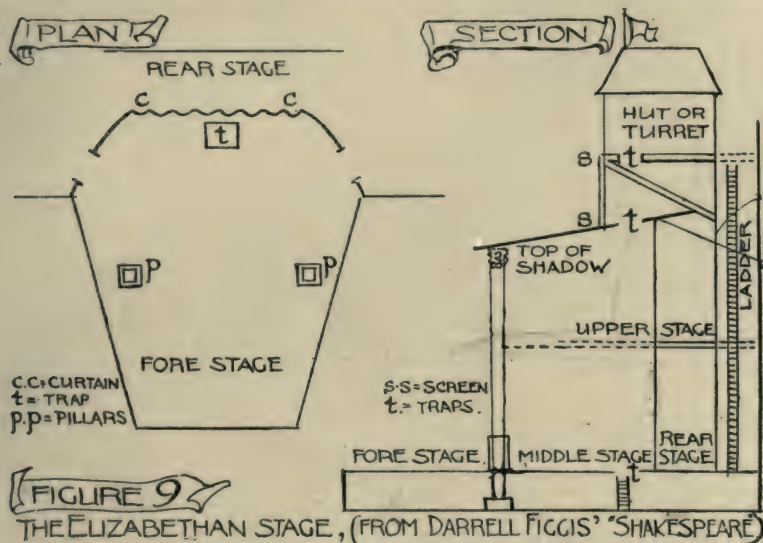 PLAN
REAR STAGE
c c
t
p p
FORE STAGE
C.C = CURTAIN
t = TRAP
p.p = PILLARS
SECTION
HUT OR
TURRET
s t
s t
TOP OF
SHADOW
LADDER
UPPER STAGE
S.S = SCREEN
t. = TRAPS.
FORE STAGE MIDDLE STAGE REAR
STAGE
t
FIGURE 9
THE ELIZABETHAN STAGE, (FROM DARRELL FIGGIS' "SHAKESPEARE")